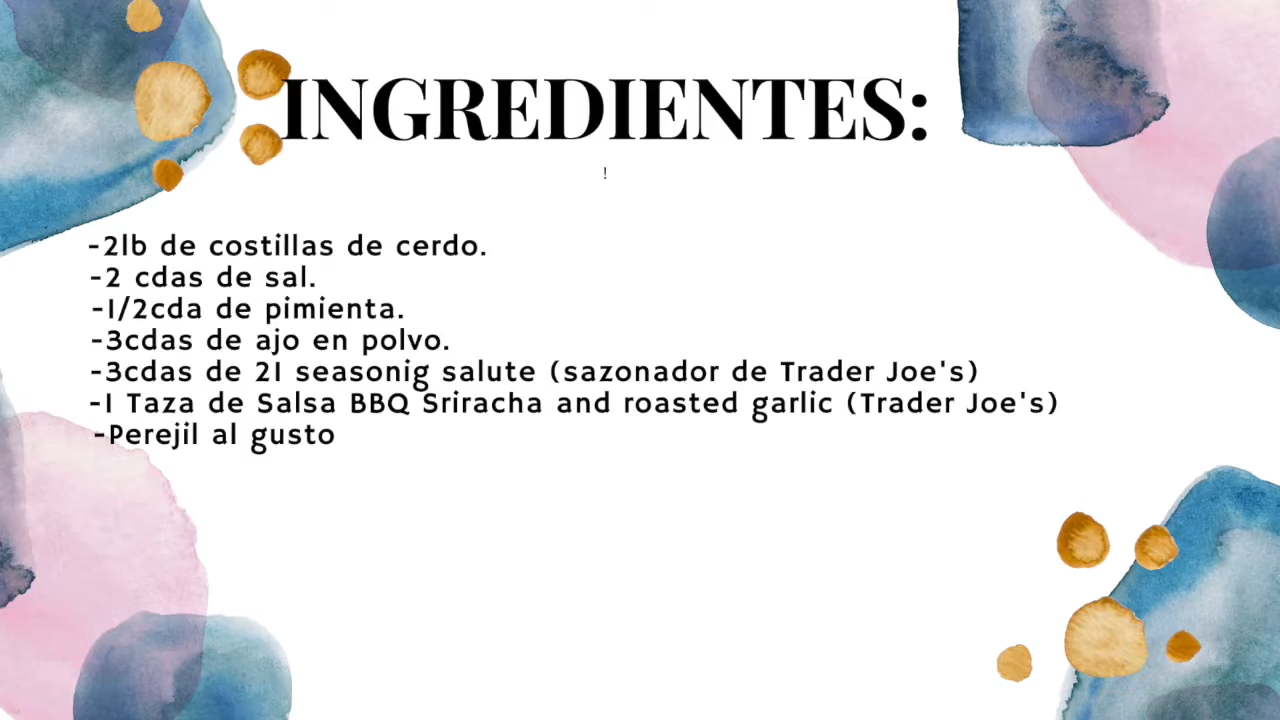 INGREDIENTES:
!
-2lb de costillas de cerdo.
-2 cdas de sal.
-1/2cda de pimienta.
-3cdas de ajo en polvo.
-3cdas de 21 seasonig salute (sazonador de Trader Joe's)
-1 Taza de Salsa BBQ Sriracha and roasted garlic (Trader Joe's)
-Perejil al gusto